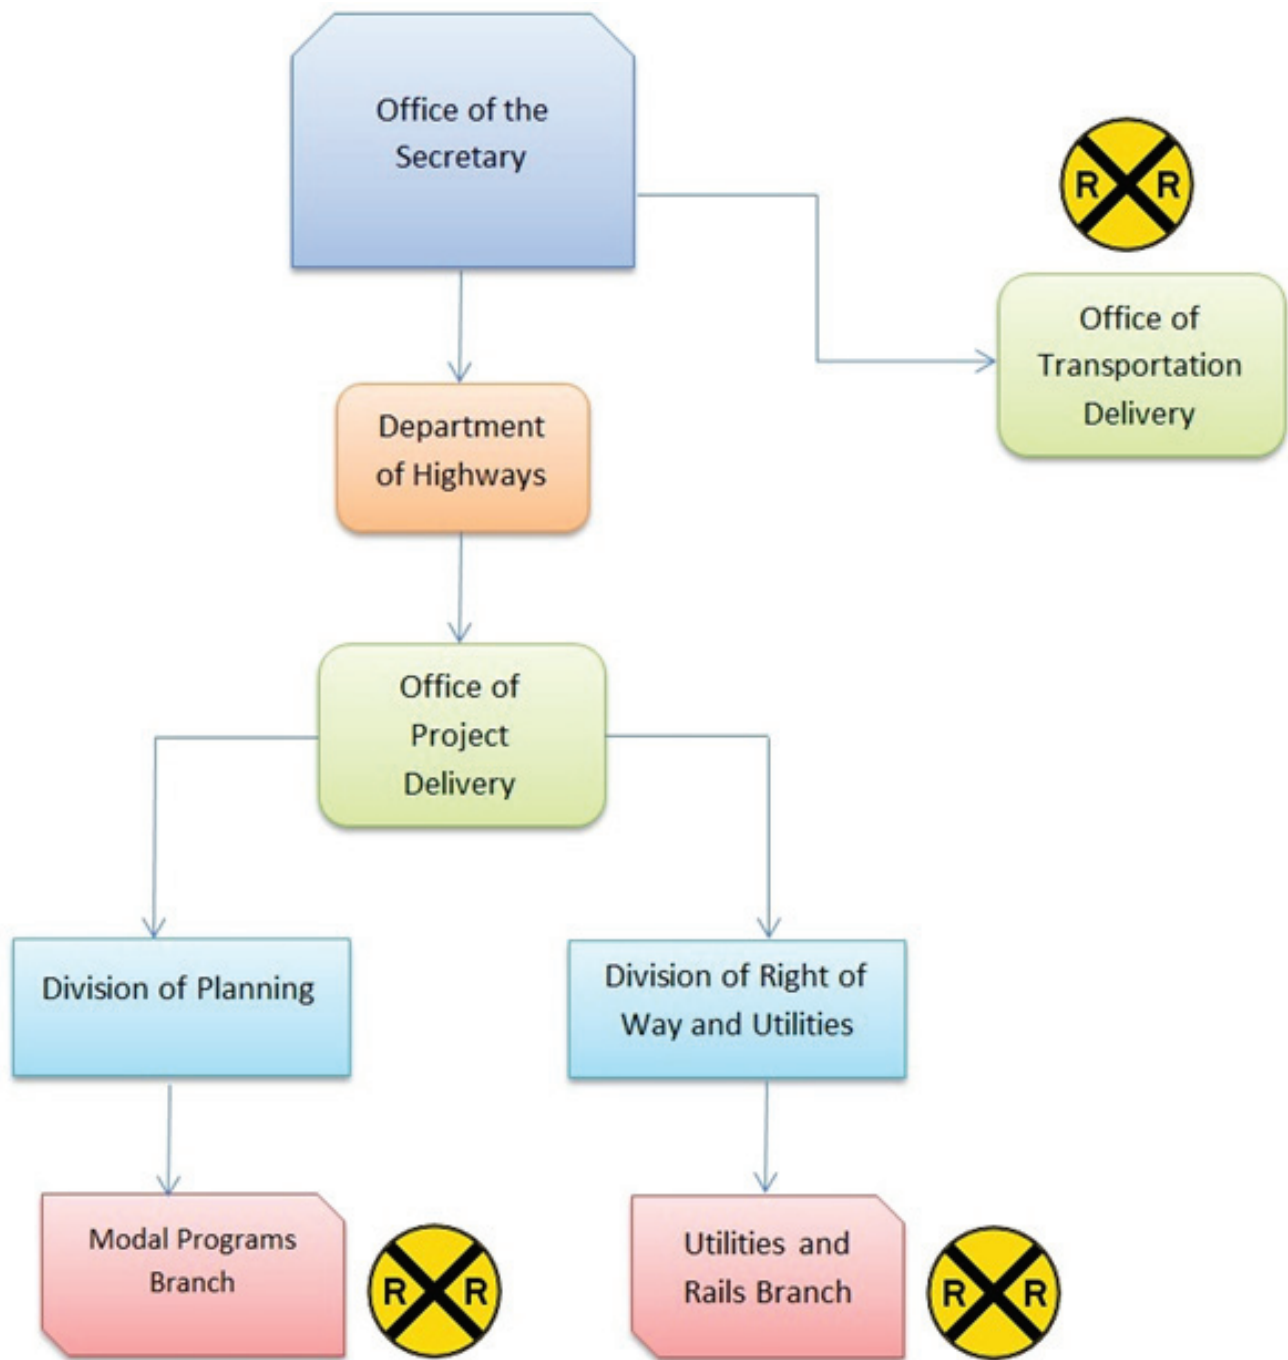 Office of the
Secretary
R R
Office of
Transportation
Delivery
Department
of Highways
Office of
Project
Delivery
Division of Planning
Division of Right of
Way and Utilities
Modal Programs
Branch
R R
Utilities and
Rails Branch
R R